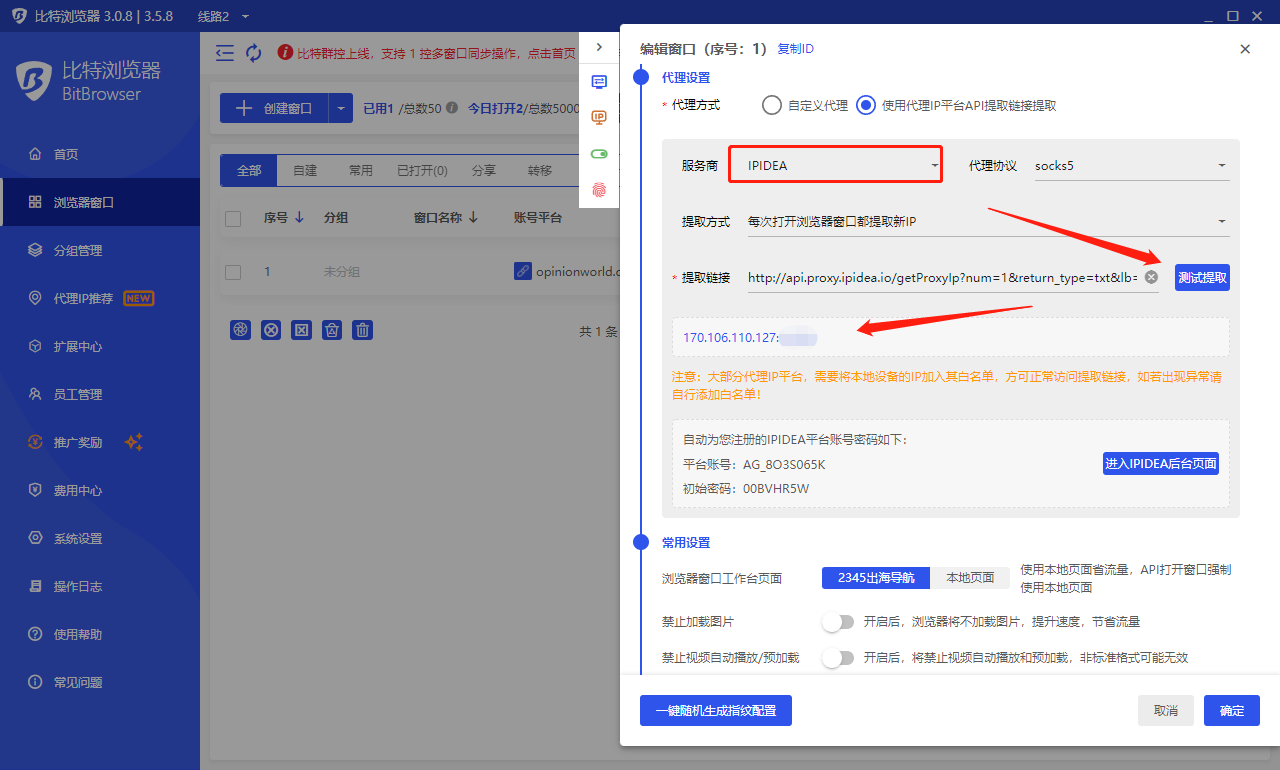 比特浏览器 3.0.8 | 3.5.8
线路2
比特浏览器
BitBrowser
首页
浏览器窗口
分组管理
代理IP推荐 NEW
扩展中心
员工管理
推广奖励
费用中心
系统设置
操作日志
使用帮助
常见问题
比特群控上线，支持 1 控多窗口同步操作，点击首页
创建窗口
已用1 /总数50 今日打开2/总数5000
全部 自建 常用 已打开(0) 分享 转移
序号 分组 窗口名称 账号平台
1 未分组 opinionworld.c
共 1 条
IP
编辑窗口（序号：1） 复制ID
代理设置
* 代理方式 自定义代理 使用代理IP平台API提取链接提取
服务商 IPIDEA 代理协议 socks5
提取方式 每次打开浏览器窗口都提取新IP
* 提取链接 http://api.proxy.ipidea.io/getProxyIp?num=1&return_type=txt&lb= 测试提取
170.106.110.127:
注意：大部分代理IP平台，需要将本地设备的IP加入其白名单，方可正常访问提取链接，如若出现异常请
自行添加白名单！
自动为您注册的IPIDEA平台账号密码如下：
平台账号：AG_8O3S065K
初始密码：00BVHR5W
进入IPIDEA后台页面
常用设置
浏览器窗口工作台页面 2345出海导航 本地页面 使用本地页面省流量，API打开窗口强制
使用本地页面
禁止加载图片 开启后，浏览器将不加载图片，提升速度，节省流量
禁止视频自动播放/预加载 开启后，将禁止视频自动播放和预加载，非标准格式可能无效
一键随机生成指纹配置 取消 确定